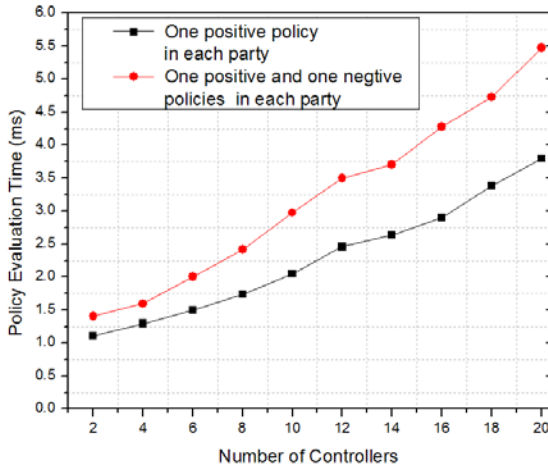 6.0
5.5
5.0
4.5
4.0
3.5
3.0
2.5
2.0
1.5
1.0
0.5
0.0
Policy Evaluation Time (ms)
One positive policy
in each party
One positive and one negtive
policies in each party
2 4 6 8 10 12 14 16 18 20
Number of Controllers